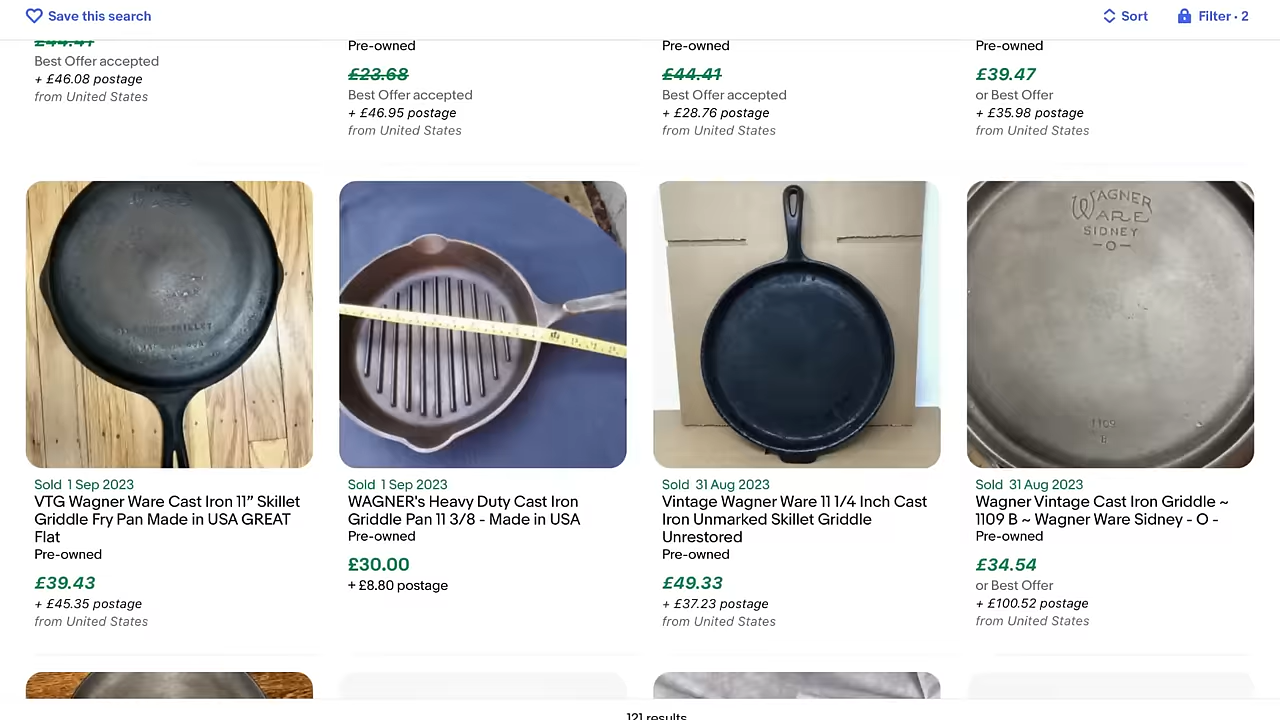 Save this search
Sort
Filter • 2
£44.41
Best Offer accepted
+ £46.08 postage
from United States
Pre-owned
£23.68
Best Offer accepted
+ £46.95 postage
from United States
Pre-owned
£44.41
Best Offer accepted
+ £28.76 postage
from United States
Pre-owned
£39.47
or Best Offer
+ £35.98 postage
from United States
WAGNER
WARE
SIDNEY
-O-
1109
B
Sold 1 Sep 2023
VTG Wagner Ware Cast Iron 11” Skillet
Griddle Fry Pan Made in USA GREAT
Flat
Pre-owned
£39.43
+ £45.35 postage
from United States
Sold 1 Sep 2023
WAGNER's Heavy Duty Cast Iron
Griddle Pan 11 3/8 - Made in USA
Pre-owned
£30.00
+ £8.80 postage
Sold 31 Aug 2023
Vintage Wagner Ware 11 1/4 Inch Cast
Iron Unmarked Skillet Griddle
Unrestored
Pre-owned
£49.33
+ £37.23 postage
from United States
Sold 31 Aug 2023
Wagner Vintage Cast Iron Griddle ~
1109 B ~ Wagner Ware Sidney - O -
Pre-owned
£34.54
or Best Offer
+ £100.52 postage
from United States
121 results